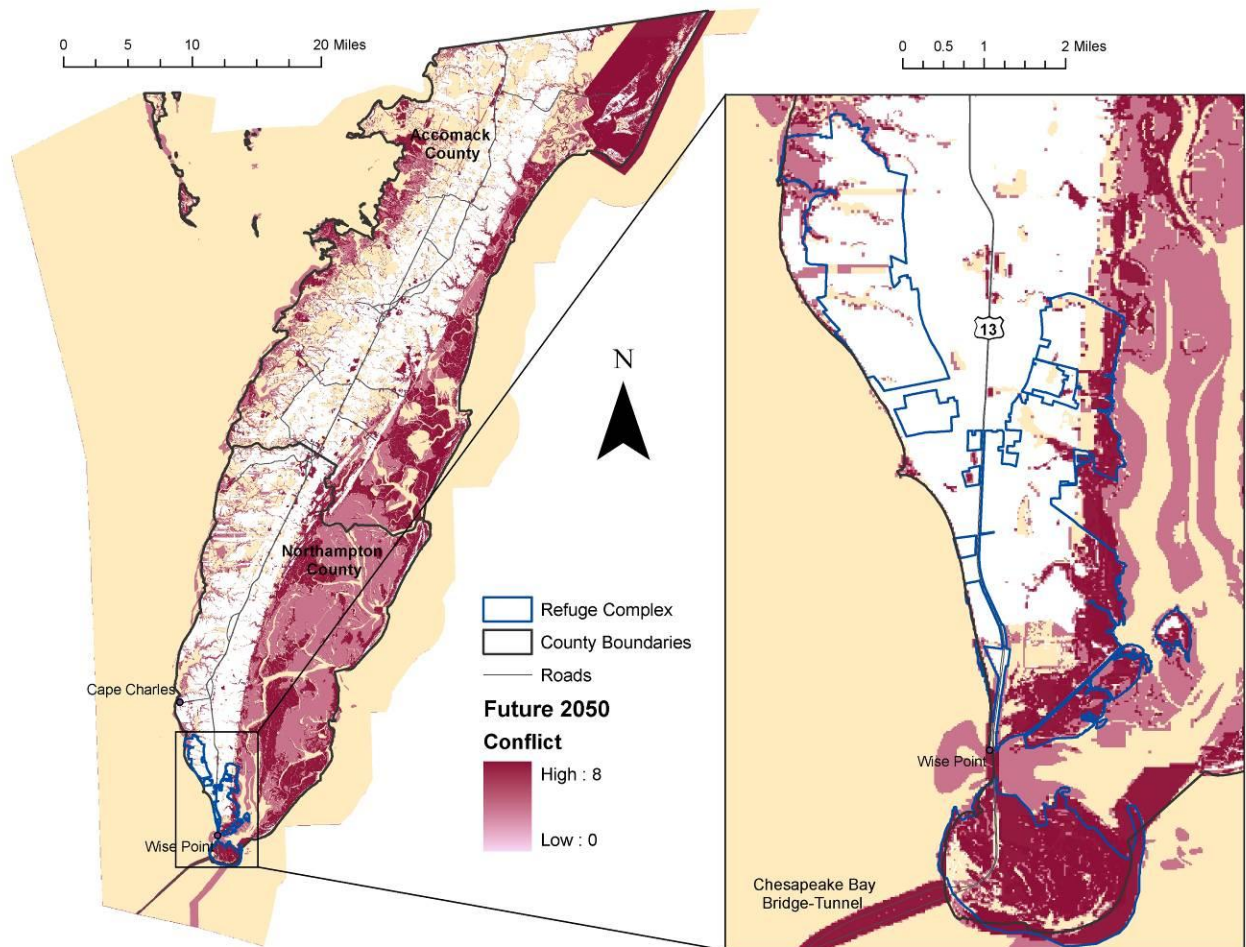 0 5 10 20 Miles
Accomack
County
N
Northampton
County
Cape Charles
Wise Point
Refuge Complex
County Boundaries
Roads
Future 2050
Conflict
High : 8
Low : 0
0 0.5 1 2 Miles
13
Wise Point
Chesapeake Bay
Bridge-Tunnel